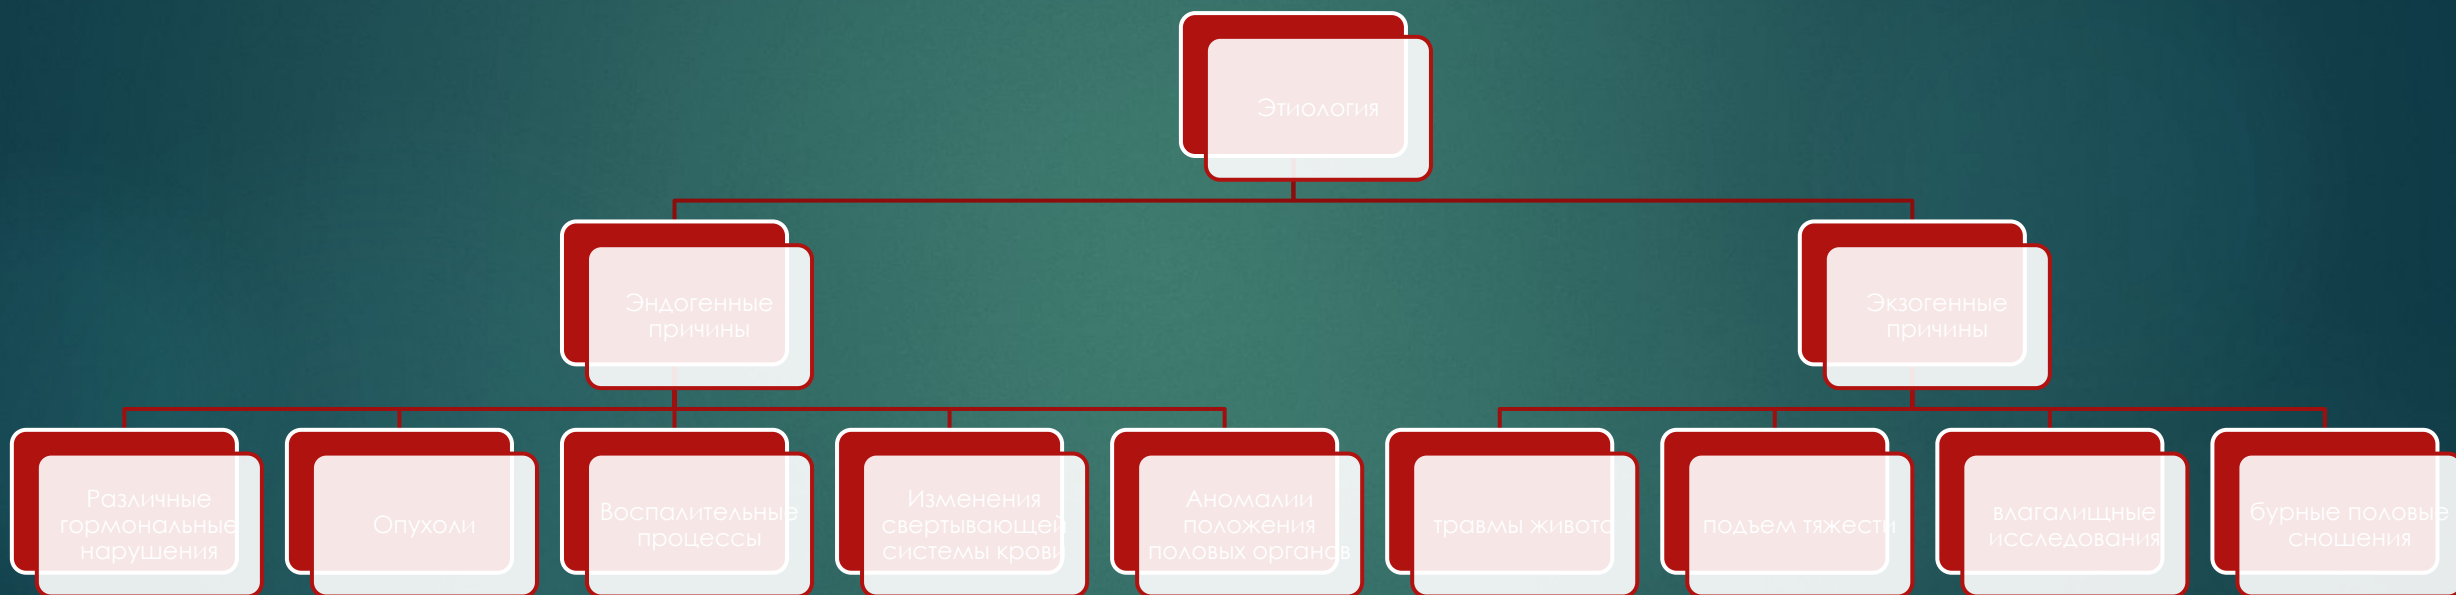 Этиология
Эндогенные
причины
Экзогенные
причины
Различные
гормональные
нарушения
Опухоли
Воспалительные
процессы
Изменения
свертывающей
системы крови
Аномалии
положения
половых органов
травмы живота
подъем тяжести
влагалищные
исследования
бурные половые
сношения